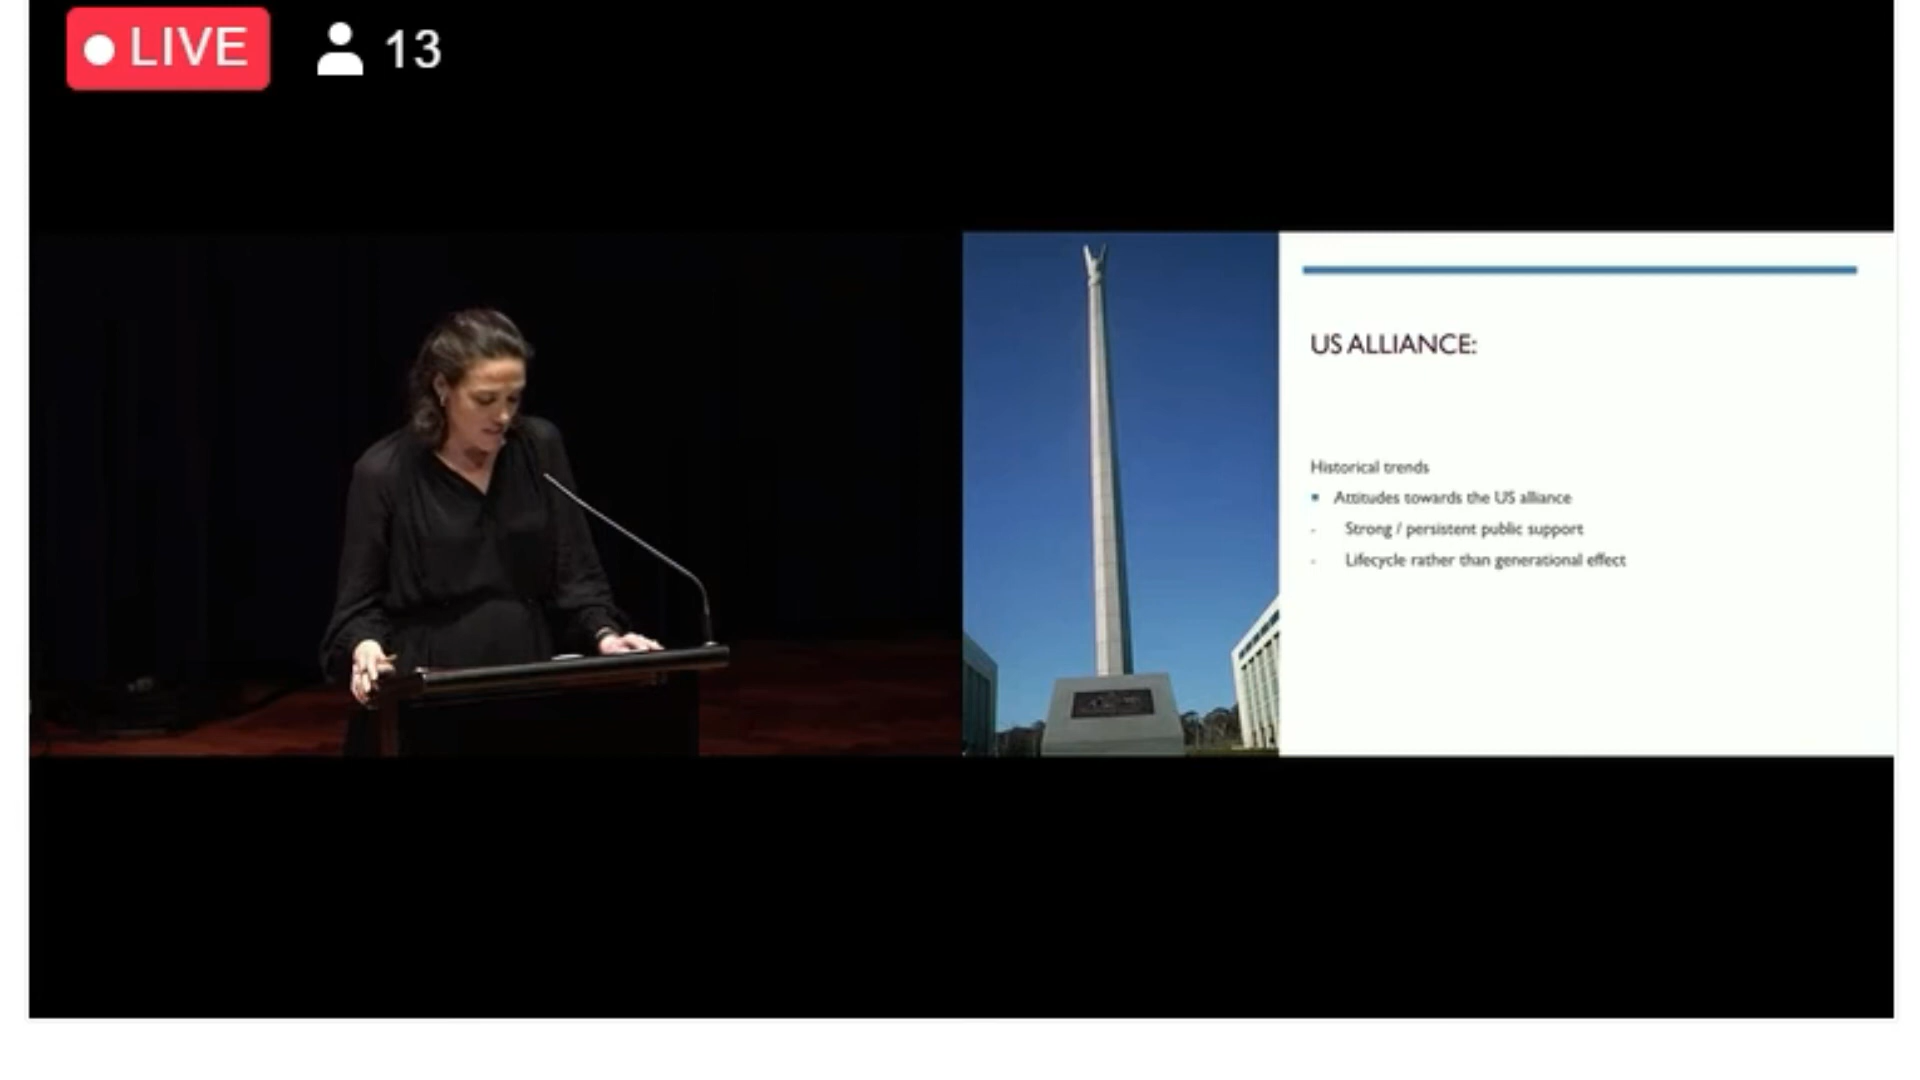 LIVE
13
US ALLIANCE:
Historical trends
▪ Attitudes towards the US alliance
- Strong / persistent public support
- Lifecycle rather than generational effect